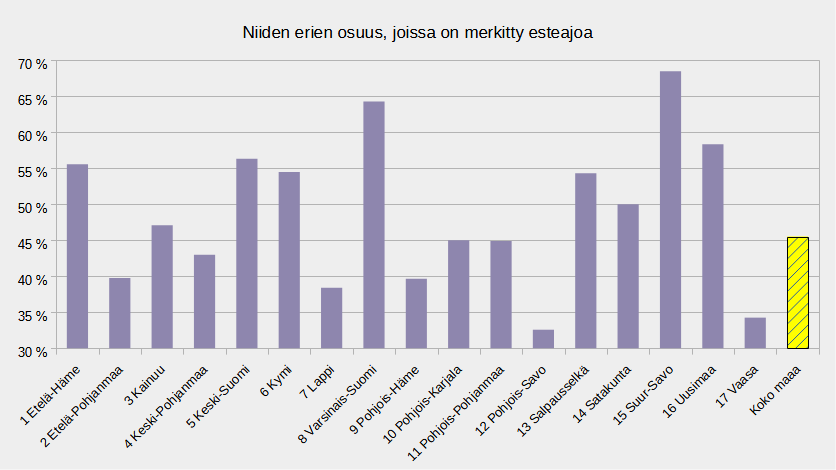 Niiden erien osuus, joissa on merkitty esteajoa
70 %
65 %
60 %
55 %
50 %
45 %
40 %
35 %
30 %
1 Etelä-Häme
2 Etelä-Pohjanmaa
3 Kainuu
4 Keski-Pohjanmaa
5 Keski-Suomi
6 Kymi
7 Lappi
8 Varsinais-Suomi
9 Pohjois-Häme
10 Pohjois-Karjala
11 Pohjois-Pohjanmaa
12 Pohjois-Savo
13 Salpausselkä
14 Satakunta
15 Suur-Savo
16 Uusimaa
17 Vaasa
Koko maaa